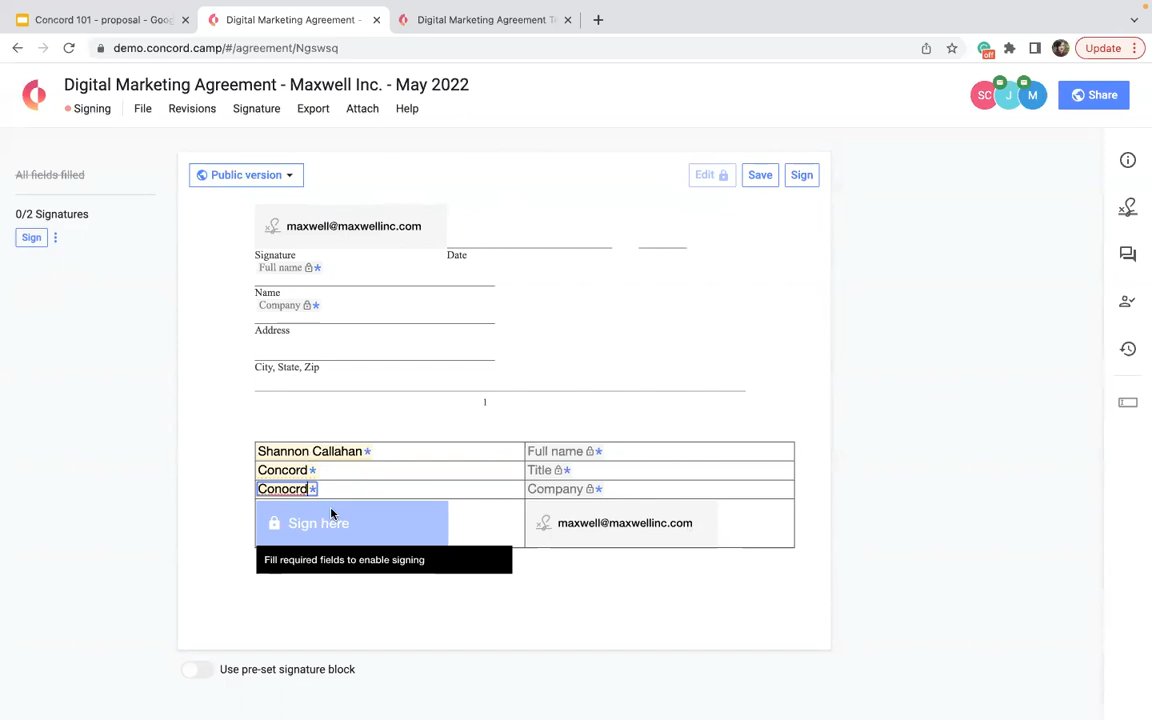 Concord 101 - proposal - Goog
Digital Marketing Agreement -
Digital Marketing Agreement T
demo.concord.camp/#/agreement/Ngswsq
off
Update
Digital Marketing Agreement - Maxwell Inc. - May 2022
Signing File Revisions Signature Export Attach Help
SC J M
Share
All fields filled
0/2 Signatures
Sign
Public version
Edit Save Sign
maxwell@maxwellinc.com
Signature Date
Full name *
Name
Company *
Address
City, State, Zip
1
Shannon Callahan * Full name *
Concord * Title *
Conocrd * Company *
Sign here maxwell@maxwellinc.com
Fill required fields to enable signing
Use pre-set signature block